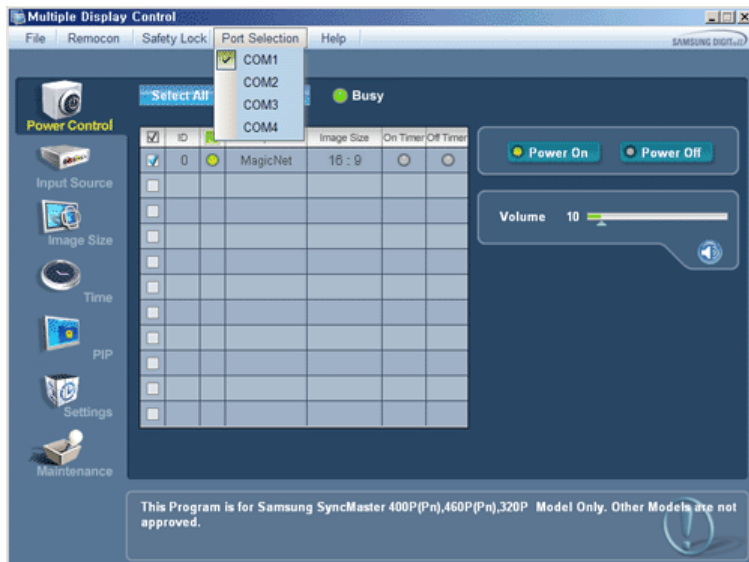 Multiple Display Control
File Remocon Safety Lock Port Selection Help
SAMSUNG DIGITall
COM1
COM2
COM3
COM4
Select All
Busy
Power Control
Input Source
Image Size
Time
PIP
Settings
Maintenance
ID Image Size On Timer Off Timer
0 MagicNet 16 : 9
Power On Power Off
Volume 10
This Program is for Samsung SyncMaster 400P(Pn),460P(Pn),320P Model Only. Other Models are not
approved.